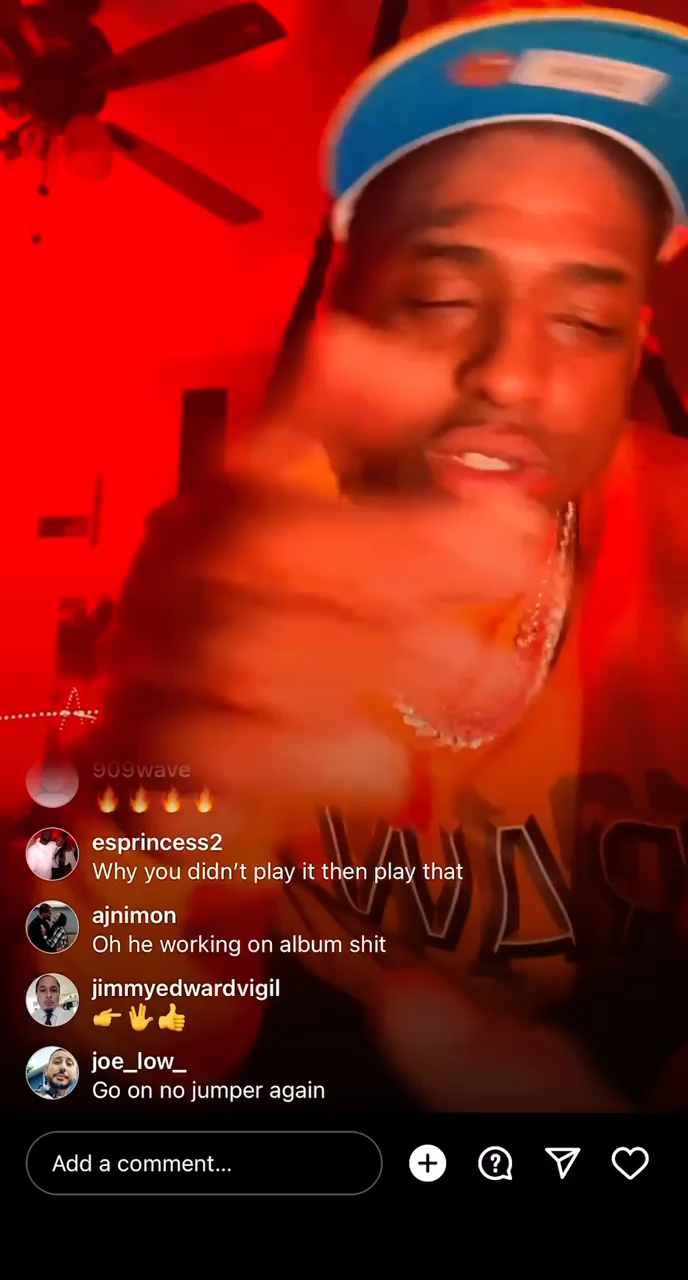 909wave
🔥🔥🔥🔥
esprincess2
Why you didn’t play it then play that
ajnimon
Oh he working on album shit
jimmyedwardvigil
👉🖖👍
joe_low_
Go on no jumper again
Add a comment...